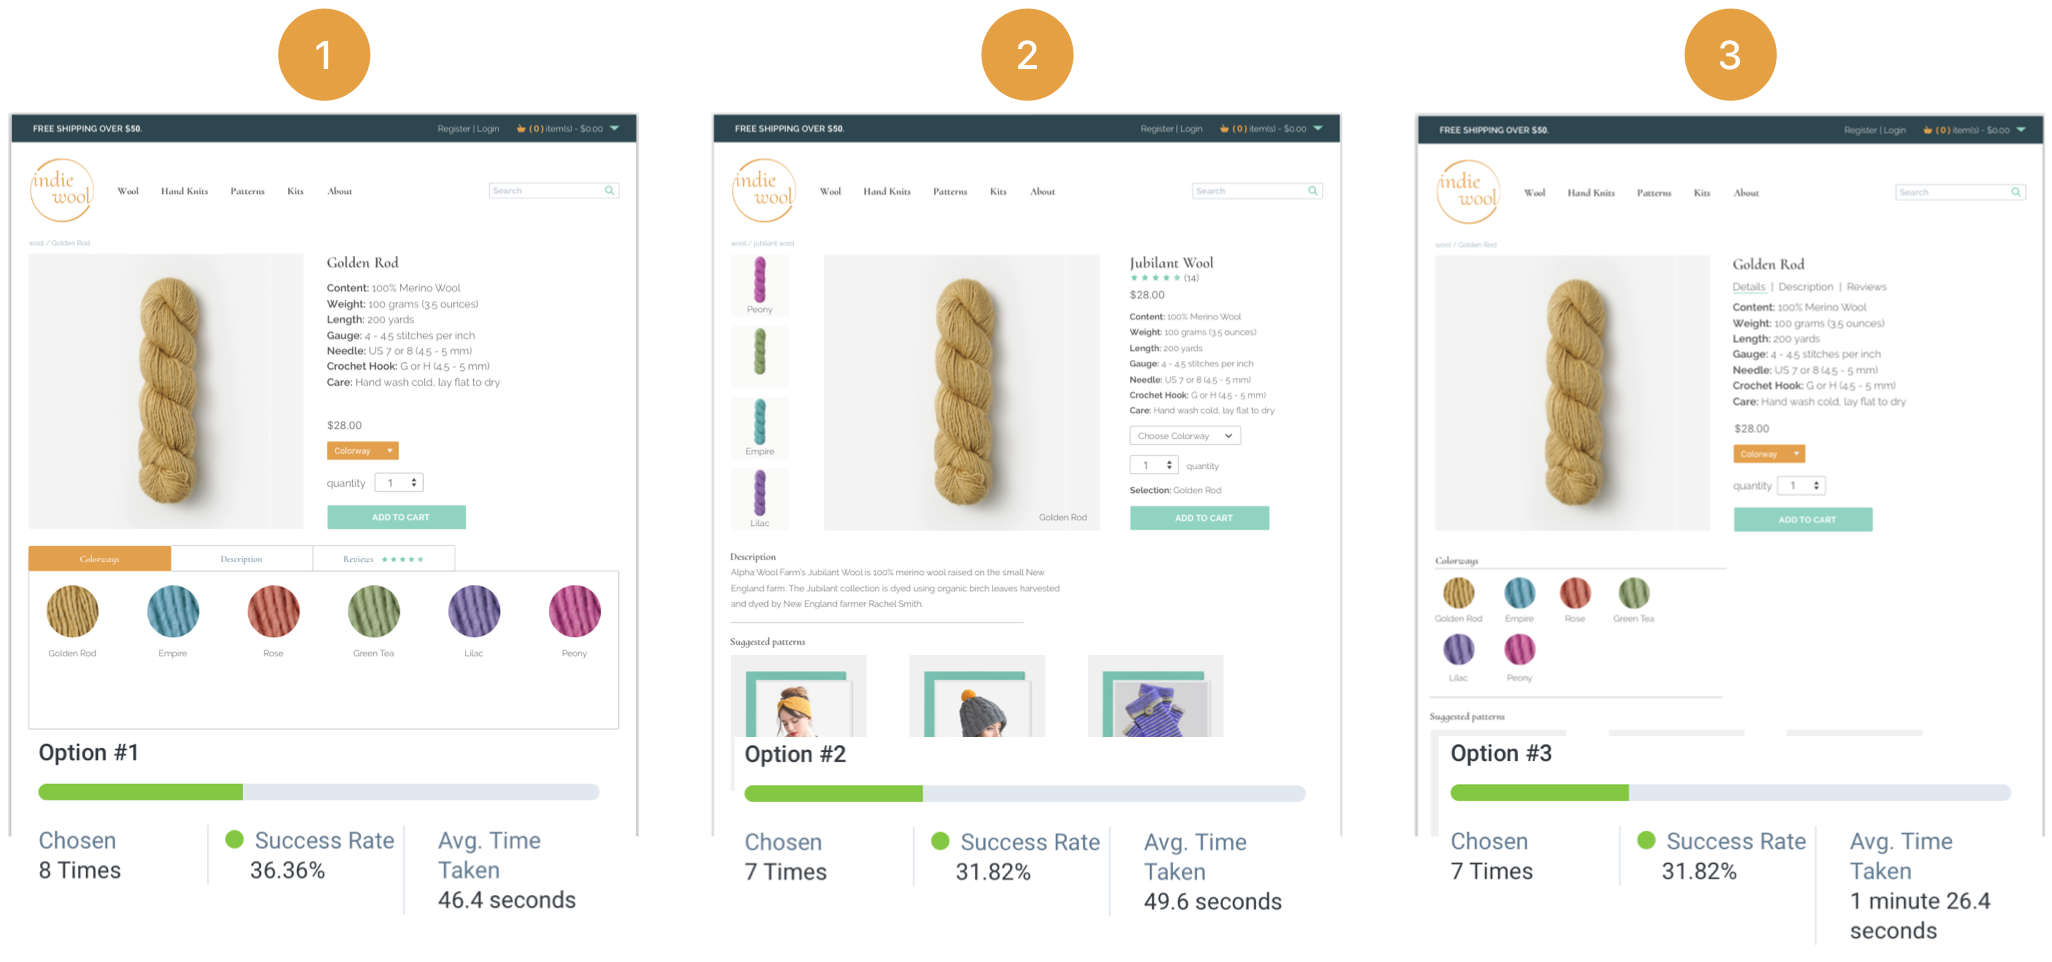 1
FREE SHIPPING OVER $50.
Register | Login
( 0 ) item(s) - $0.00
indie
wool
Wool
Hand Knits
Patterns
Kits
About
Search
wool / Golden Rod
Golden Rod
Content: 100% Merino Wool
Weight: 100 grams (3.5 ounces)
Length: 200 yards
Gauge: 4 - 4.5 stitches per inch
Needle: US 7 or 8 (4.5 - 5 mm)
Crochet Hook: G or H (4.5 - 5 mm)
Care: Hand wash cold, lay flat to dry
$28.00
Colorway
quantity 1
ADD TO CART
Colorways
Description
Reviews
Golden Rod
Empire
Rose
Green Tea
Lilac
Peony
Option #1
Chosen
8 Times
Success Rate
36.36%
Avg. Time
Taken
46.4 seconds
2
FREE SHIPPING OVER $50.
Register | Login
( 0 ) item(s) - $0.00
indie
wool
Wool
Hand Knits
Patterns
Kits
About
Search
wool / jubilant wool
Peony
Empire
Lilac
Golden Rod
Jubilant Wool
(14)
$28.00
Content: 100% Merino Wool
Weight: 100 grams (3.5 ounces)
Length: 200 yards
Gauge: 4 - 4.5 stitches per inch
Needle: US 7 or 8 (4.5 - 5 mm)
Crochet Hook: G or H (4.5 - 5 mm)
Care: Hand wash cold, lay flat to dry
Choose Colorway
1 quantity
Selection: Golden Rod
ADD TO CART
Description
Alpha Wool Farm's Jubilant Wool is 100% merino wool raised on the small New
England farm. The Jubilant collection is dyed using organic birch leaves harvested
and dyed by New England farmer Rachel Smith.
Suggested patterns
Option #2
Chosen
7 Times
Success Rate
31.82%
Avg. Time
Taken
49.6 seconds
3
FREE SHIPPING OVER $50.
Register | Login
( 0 ) item(s) - $0.00
indie
wool
Wool
Hand Knits
Patterns
Kits
About
Search
wool / Golden Rod
Golden Rod
Details | Description | Reviews
Content: 100% Merino Wool
Weight: 100 grams (3.5 ounces)
Length: 200 yards
Gauge: 4 - 4.5 stitches per inch
Needle: US 7 or 8 (4.5 - 5 mm)
Crochet Hook: G or H (4.5 - 5 mm)
Care: Hand wash cold, lay flat to dry
$28.00
Colorway
quantity 1
ADD TO CART
Colorways
Golden Rod
Empire
Rose
Green Tea
Lilac
Peony
Suggested patterns
Option #3
Chosen
7 Times
Success Rate
31.82%
Avg. Time
Taken
1 minute 26.4
seconds